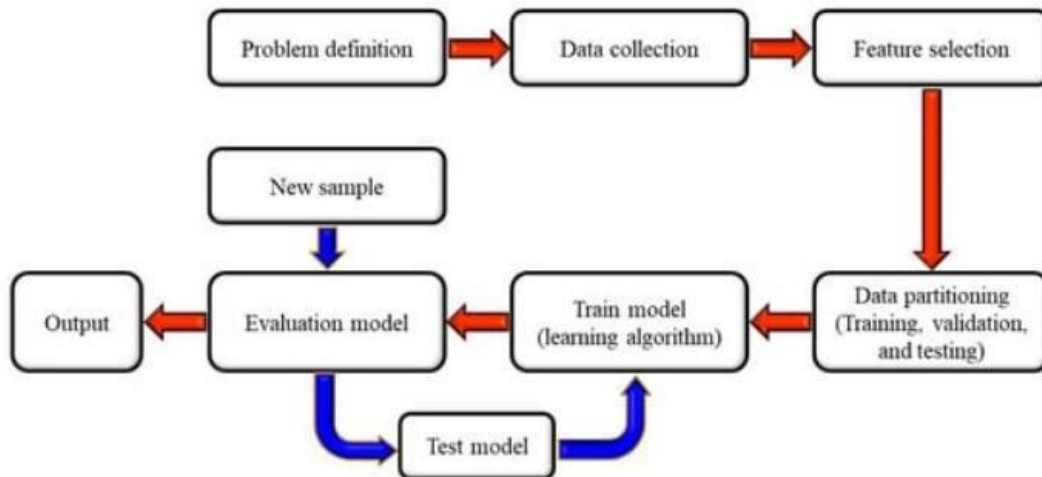 Problem definition
Data collection
Feature selection
New sample
Output
Evaluation model
Train model
(learning algorithm)
Data partitioning
(Training, validation,
and testing)
Test model